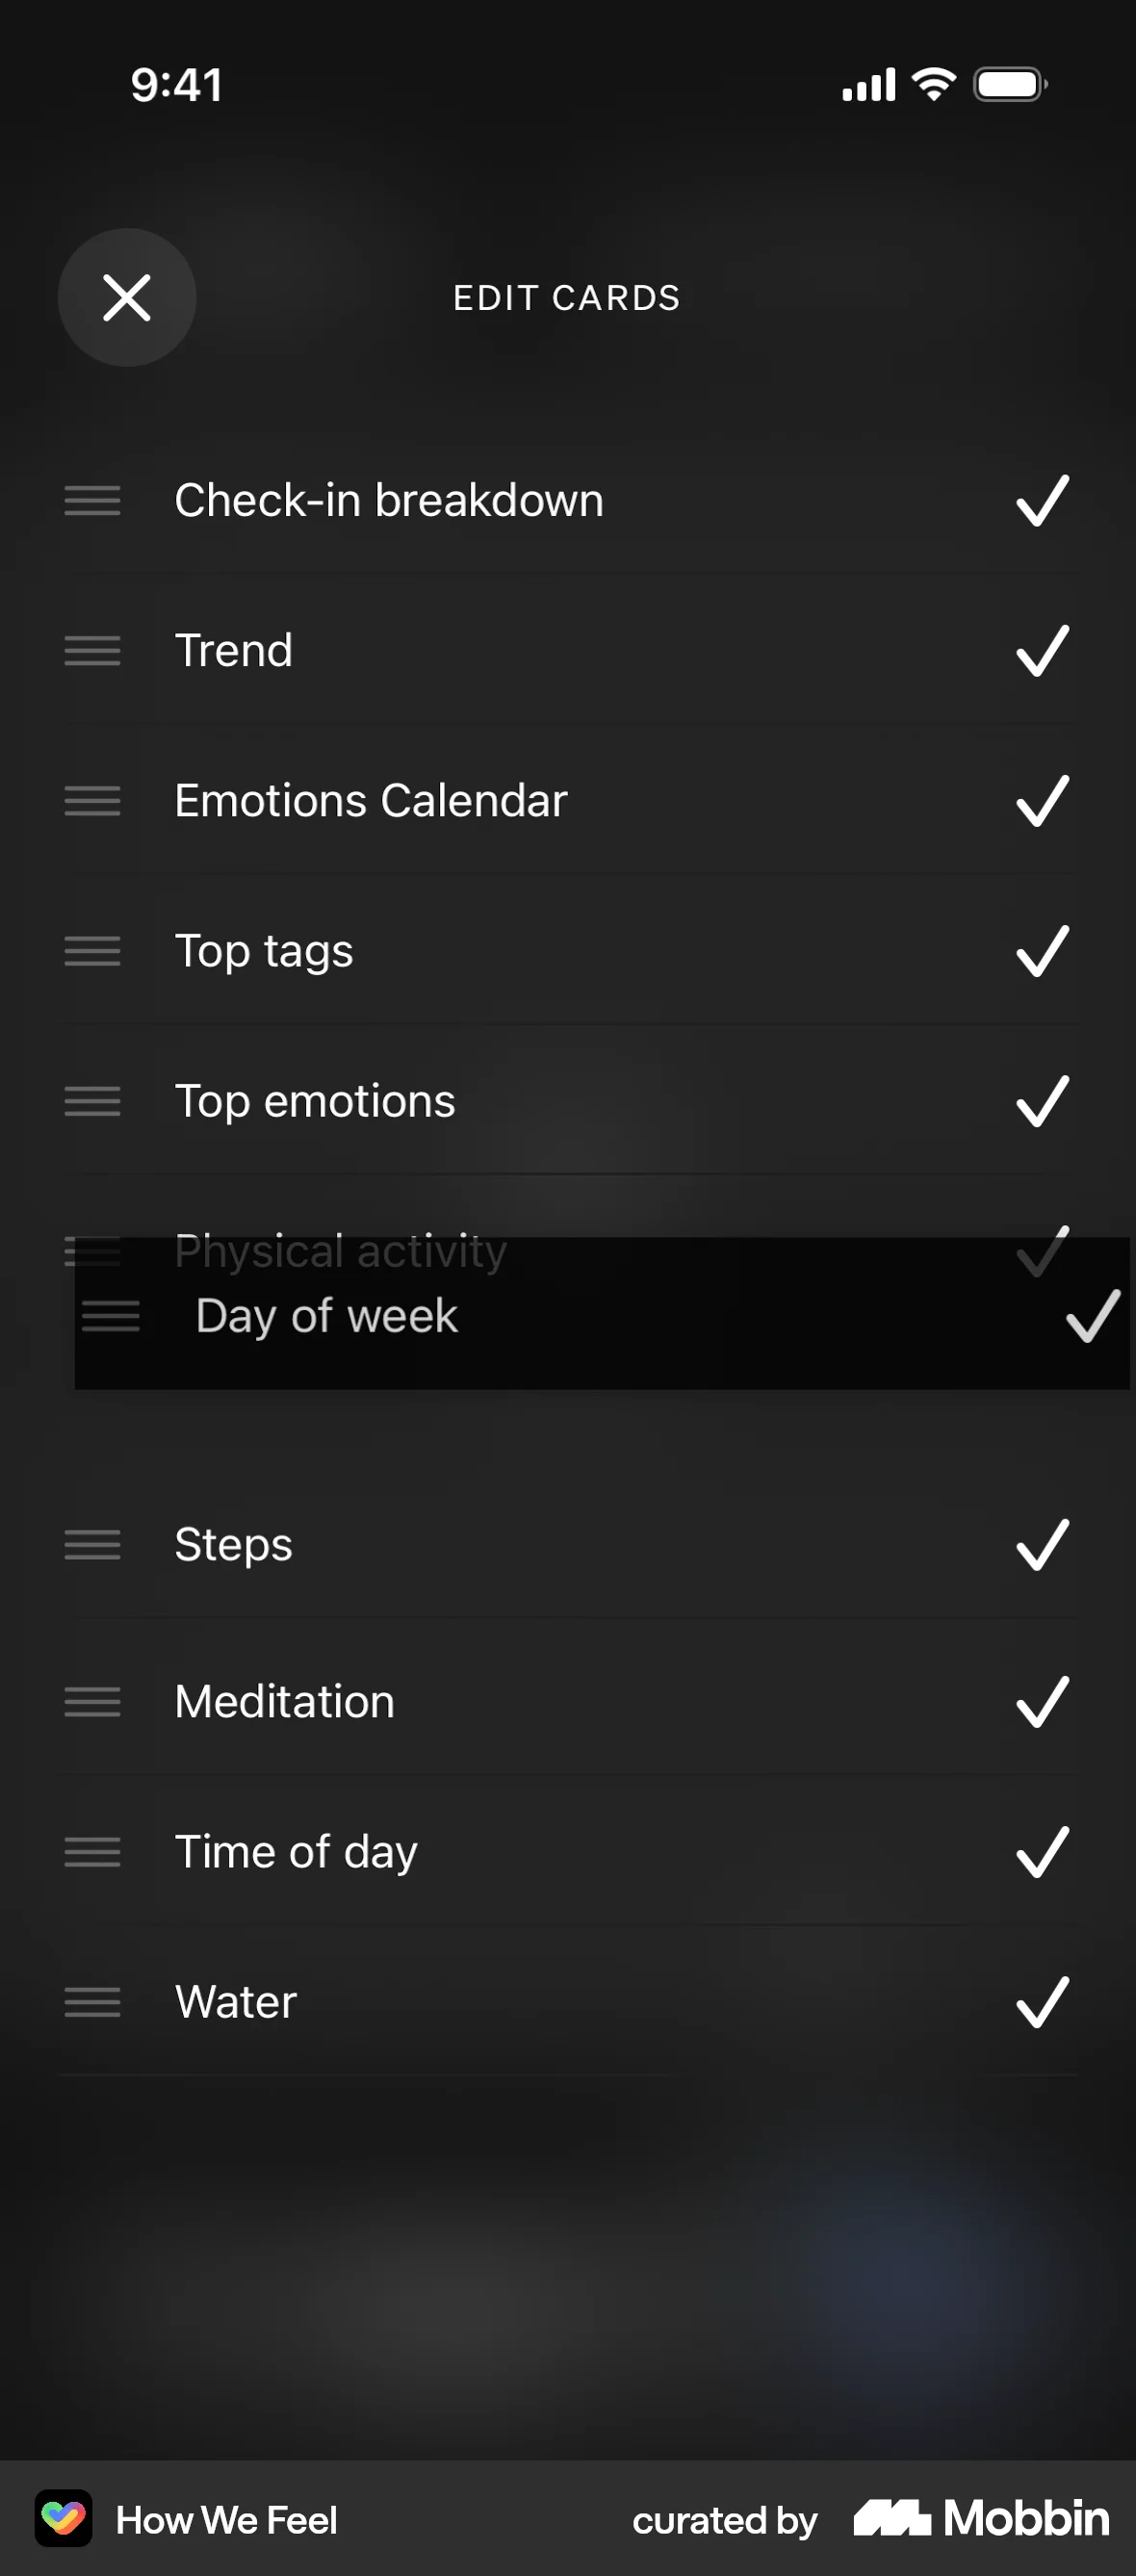 9:41
EDIT CARDS
Check-in breakdown
Trend
Emotions Calendar
Top tags
Top emotions
Physical activity
Day of week
Steps
Meditation
Time of day
Water
How We Feel
curated by Mobbin